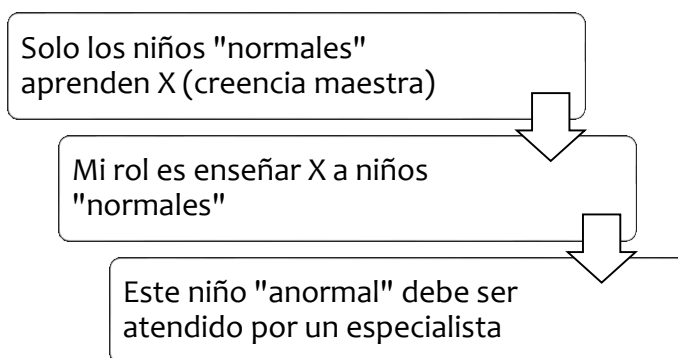 Solo los niños "normales"
aprenden X (creencia maestra)
Mi rol es enseñar X a niños
"normales"
Este niño "anormal" debe ser
atendido por un especialista